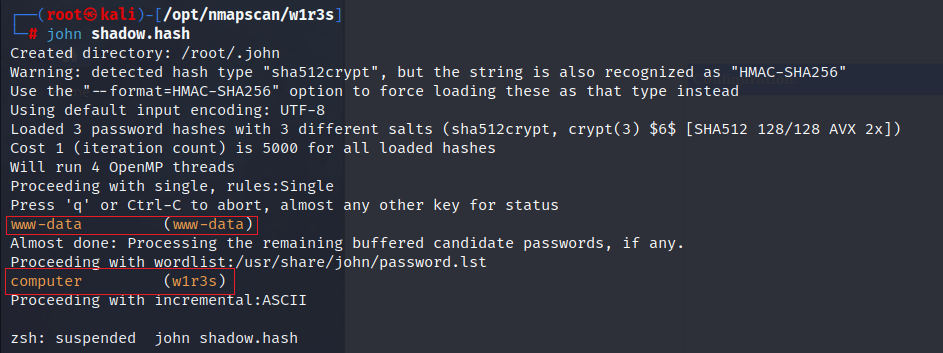 ┌──(root㉿kali)-[/opt/nmapscan/w1r3s]
└─# john shadow.hash
Created directory: /root/.john
Warning: detected hash type "sha512crypt", but the string is also recognized as "HMAC-SHA256"
Use the "--format=HMAC-SHA256" option to force loading these as that type instead
Using default input encoding: UTF-8
Loaded 3 password hashes with 3 different salts (sha512crypt, crypt(3) $6$ [SHA512 128/128 AVX 2x])
Cost 1 (iteration count) is 5000 for all loaded hashes
Will run 4 OpenMP threads
Proceeding with single, rules:Single
Press 'q' or Ctrl-C to abort, almost any other key for status
www-data         (www-data)
Almost done: Processing the remaining buffered candidate passwords, if any.
Proceeding with wordlist:/usr/share/john/password.lst
computer         (w1r3s)
Proceeding with incremental:ASCII
zsh: suspended  john shadow.hash